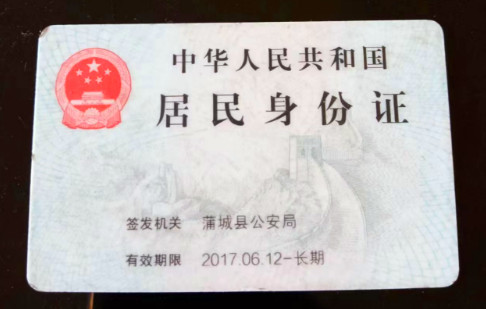 中华人民共和国
居民身份证
签发机关 蒲城县公安局
有效期限 2017.06.12-长期